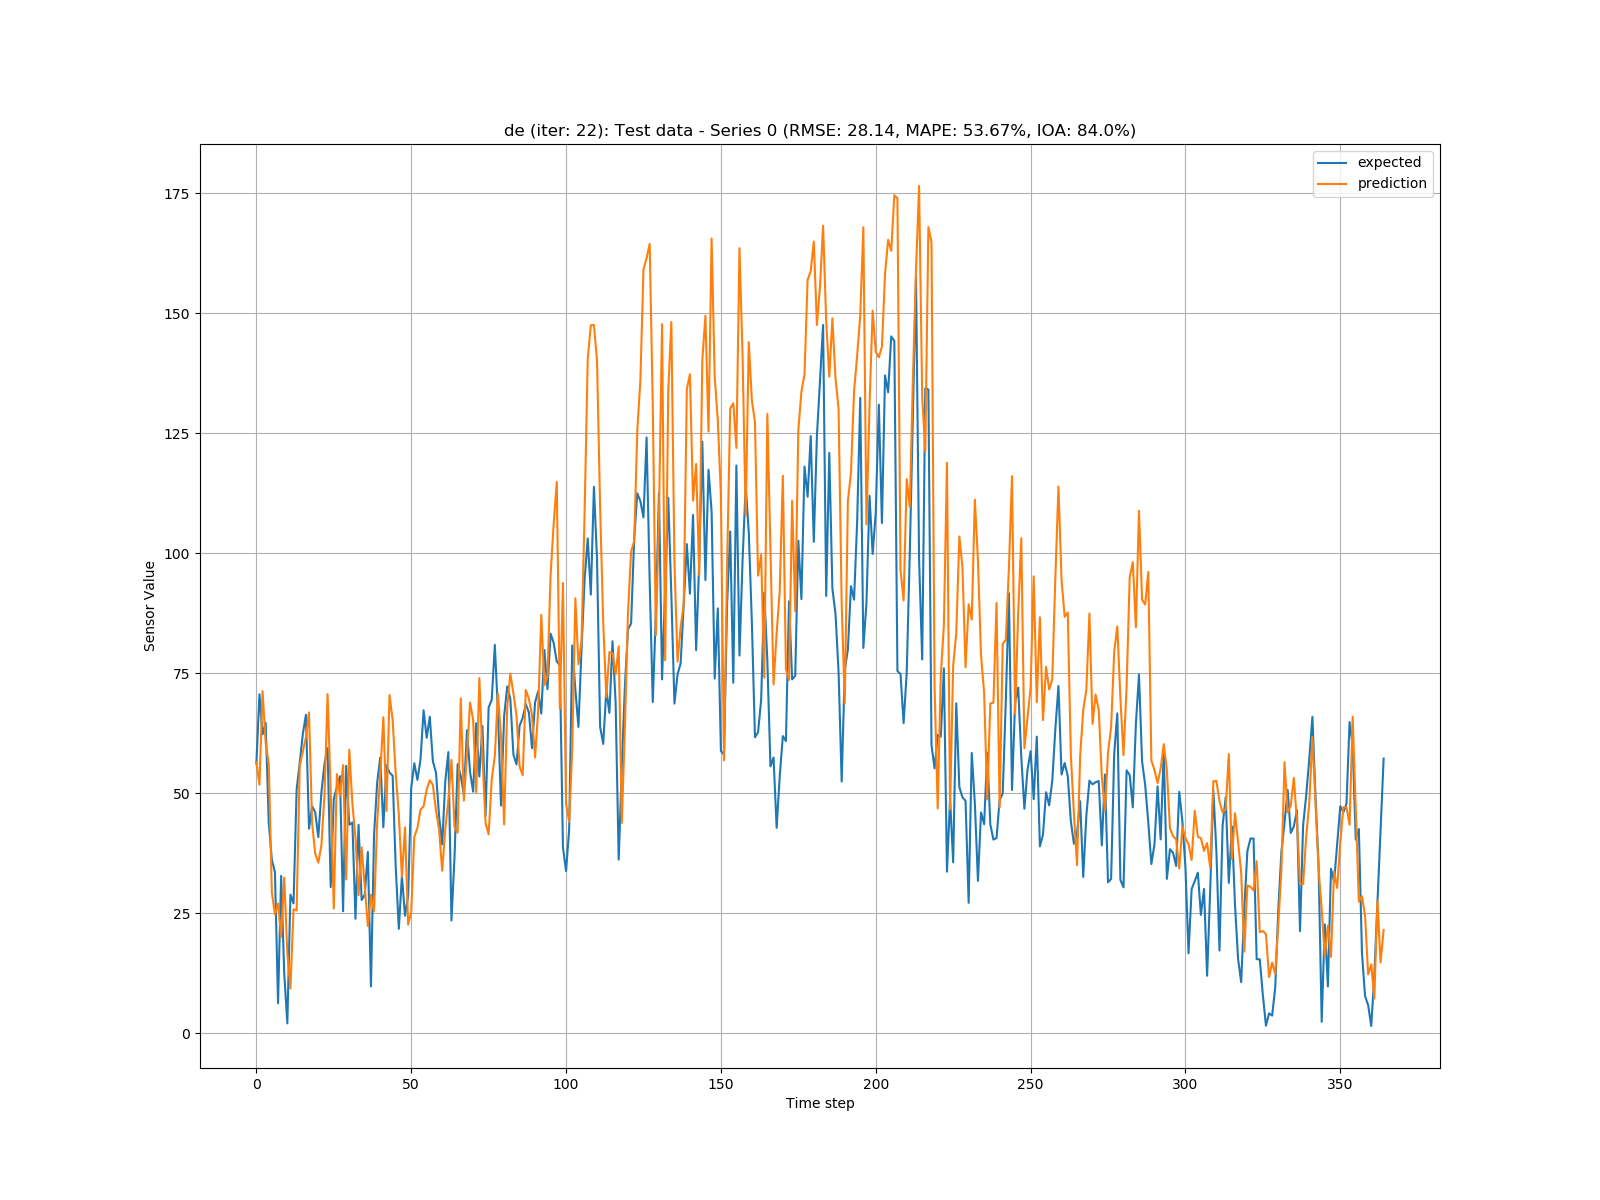 de (iter: 22): Test data - Series 0 (RMSE: 28.14, MAPE: 53.67%, IOA: 84.0%)
expected
prediction
175
150
125
100
75
50
25
0
Sensor Value
0 50 100 150 200 250 300 350
Time step